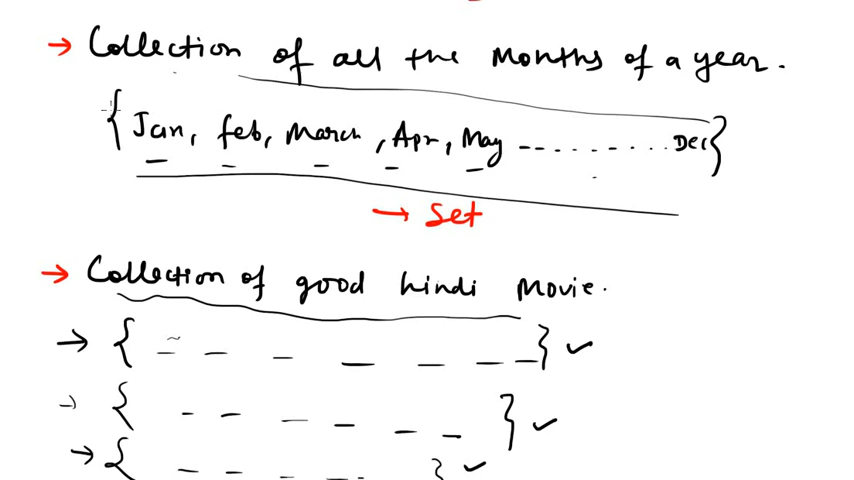 → Collection of all the Months of a year.
{Jan, feb, March, Apr, May ---------- Dec}
→ Set
→ Collection of good hindi Movie.
→ { _ _ _ _ _ _ _ } ✓
→ { _ _ _ _ _ _ } ✓
→ { _ _ _ _ _ } ✓